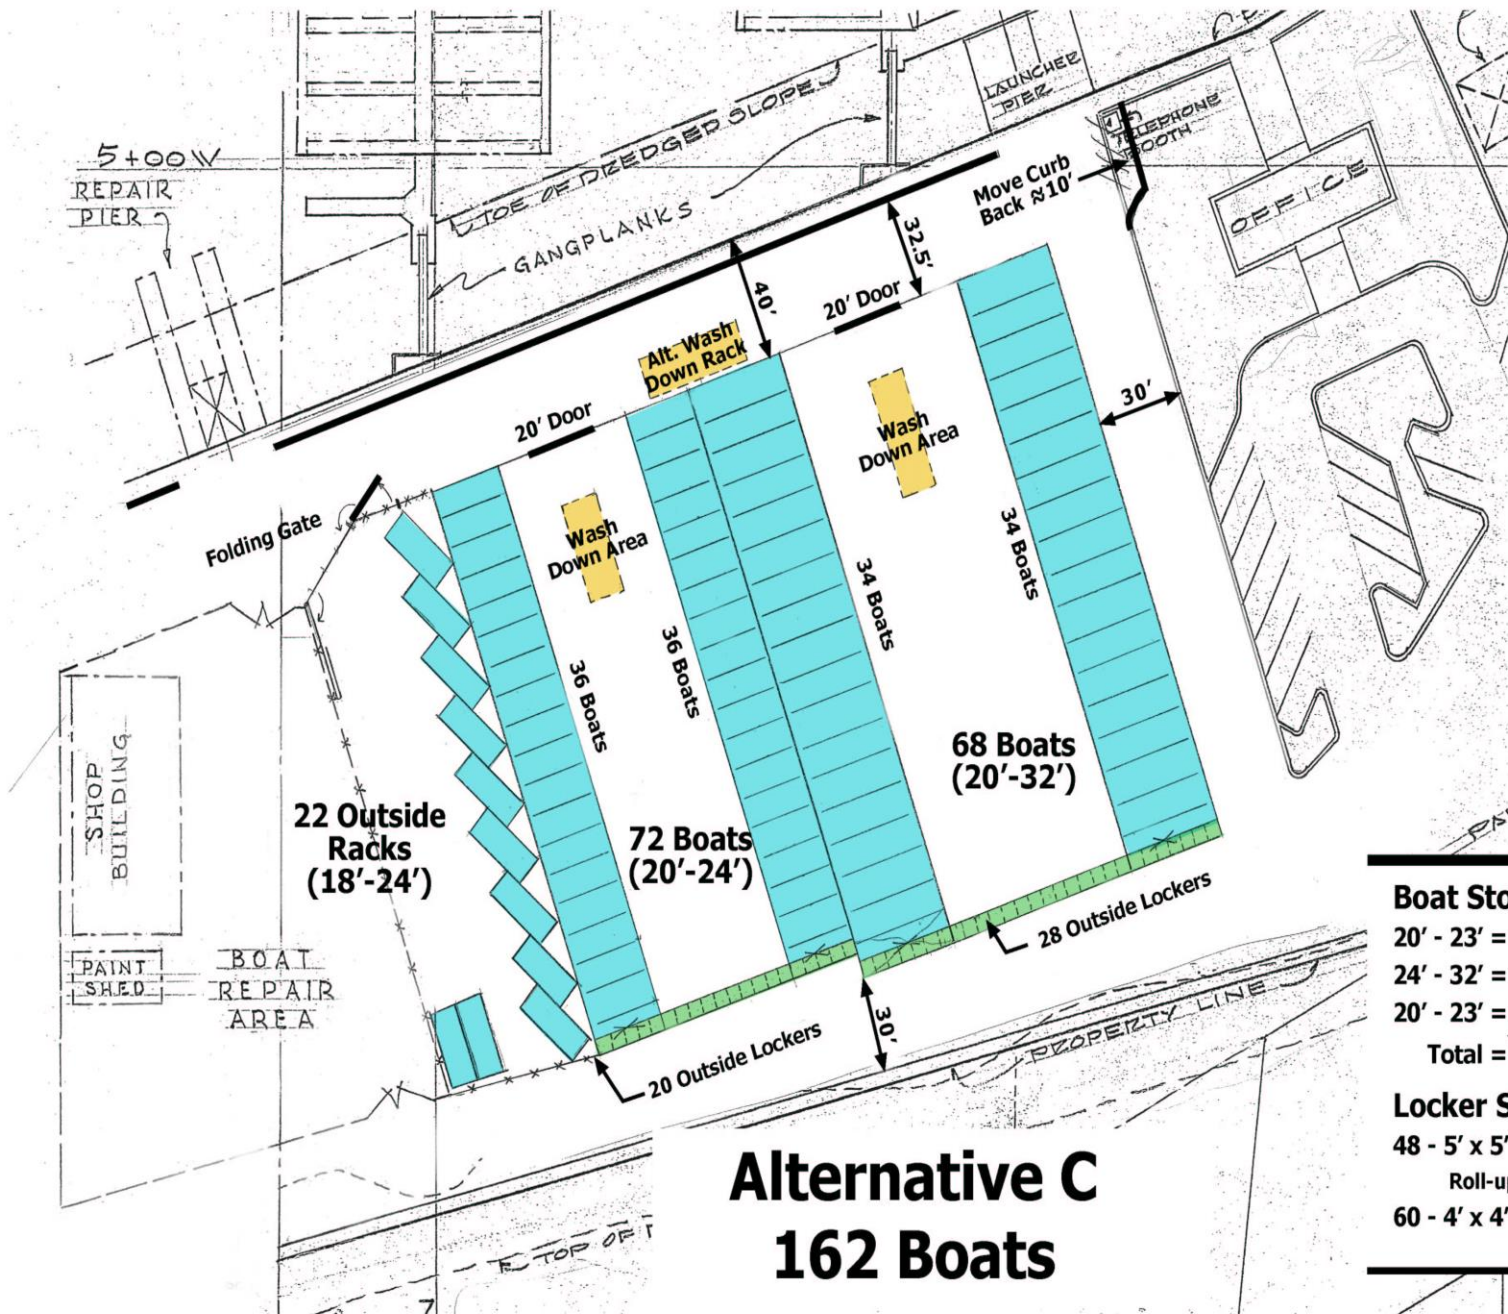 5+00W
REPAIR
PIER
TOE OF DREDGED SLOPE
GANGPLANKS
LAUNCHER
PIER
TELEPHONE
BOOTH
OFFICE
Move Curb
Back ≈10'
32.5'
40'
20' Door
Alt. Wash
Down Rack
30'
20' Door
Wash
Down Area
Folding Gate
Wash
Down Area
34 Boats
34 Boats
36 Boats
36 Boats
SHOP
BUILDING
22 Outside
Racks
(18'-24')
72 Boats
(20'-24')
68 Boats
(20'-32')
PAINT
SHED
BOAT
REPAIR
AREA
28 Outside Lockers
20 Outside Lockers
30'
PROPERTY LINE
TOP OF
7
Alternative C
162 Boats
Boat Sto
20' - 23' =
24' - 32' =
20' - 23' =
Total =
Locker S
48 - 5' x 5'
Roll-u
60 - 4' x 4'